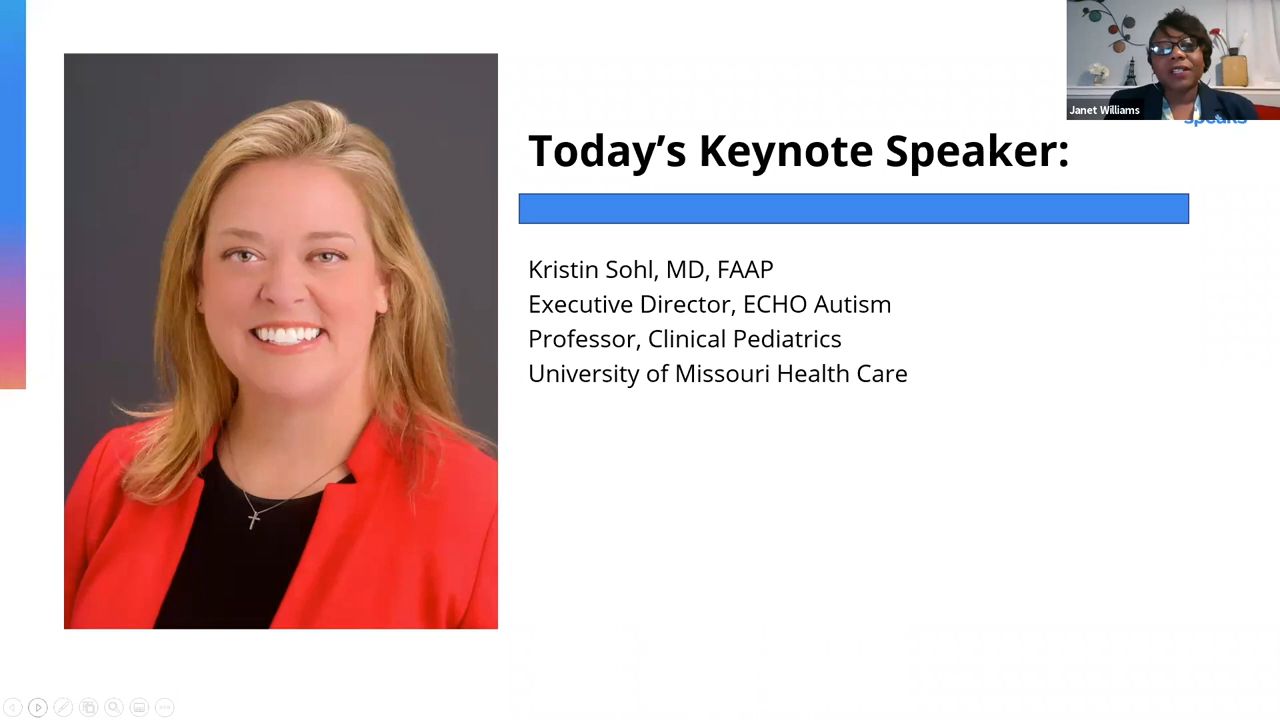 Janet Williams
speaks
Today’s Keynote Speaker:
Kristin Sohl, MD, FAAP
Executive Director, ECHO Autism
Professor, Clinical Pediatrics
University of Missouri Health Care